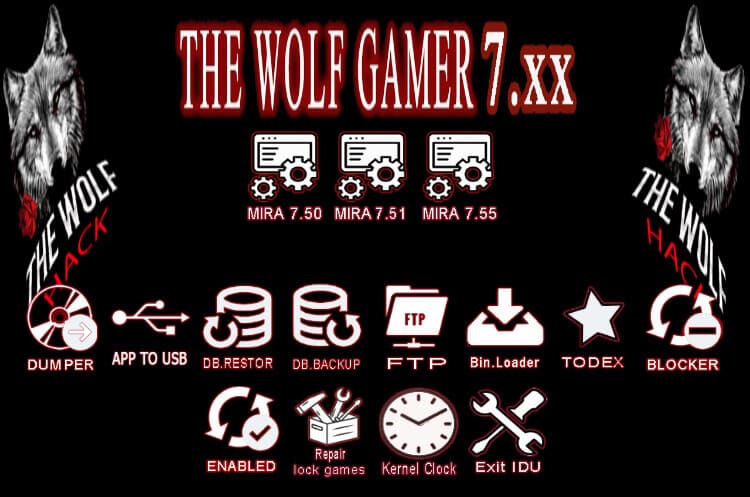 THE WOLF GAMER 7.xx
THE WOLF
HACK
THE WOLF
HACK
MIRA 7.50 MIRA 7.51 MIRA 7.55
FTP
DUMPER APP TO USB DB.RESTOR DB.BACKUP FTP Bin.Loader TODEX BLOCKER
ENABLED Repair lock games Kernel Clock Exit IDU